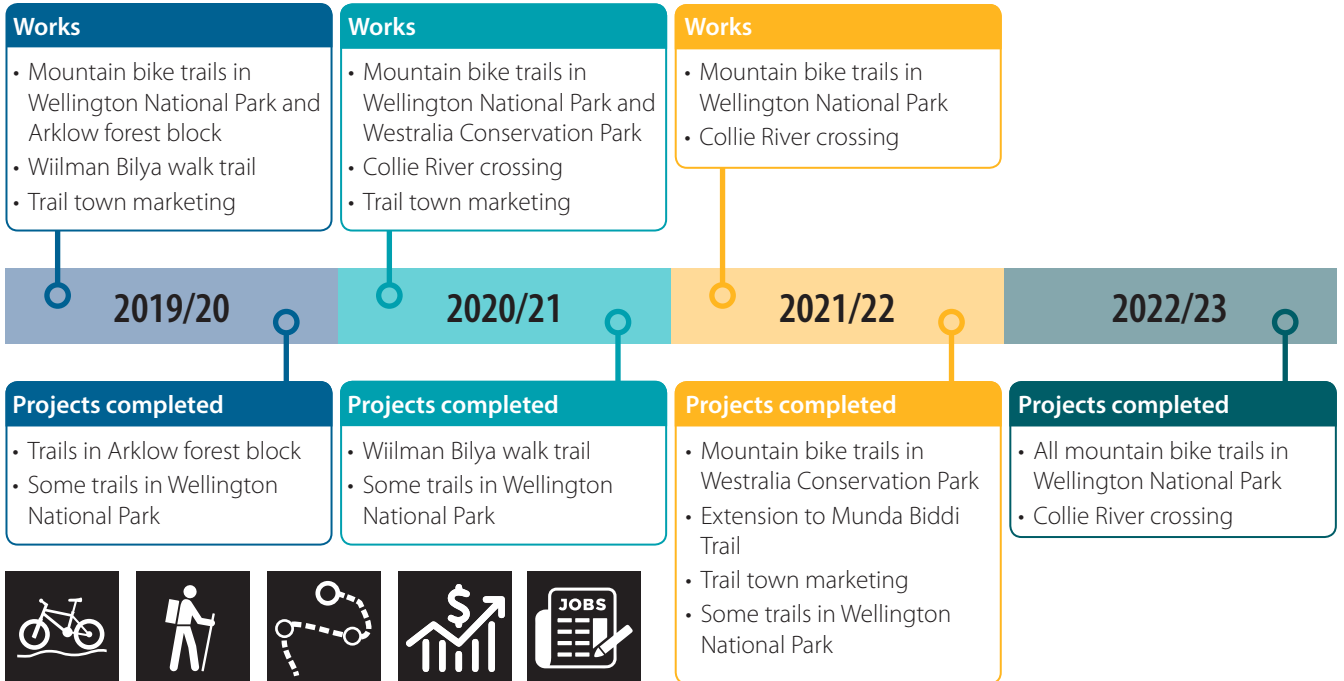 Works
• Mountain bike trails in
Wellington National Park and
Arklow forest block
• Wiilman Bilya walk trail
• Trail town marketing
Works
• Mountain bike trails in
Wellington National Park and
Westralia Conservation Park
• Collie River crossing
• Trail town marketing
Works
• Mountain bike trails in
Wellington National Park
• Collie River crossing
2019/20
2020/21
2021/22
2022/23
Projects completed
• Trails in Arklow forest block
• Some trails in Wellington
National Park
Projects completed
• Wiilman Bilya walk trail
• Some trails in Wellington
National Park
Projects completed
• Mountain bike trails in
Westralia Conservation Park
• Extension to Munda Biddi
Trail
• Trail town marketing
• Some trails in Wellington
National Park
Projects completed
• All mountain bike trails in
Wellington National Park
• Collie River crossing
$
JOBS